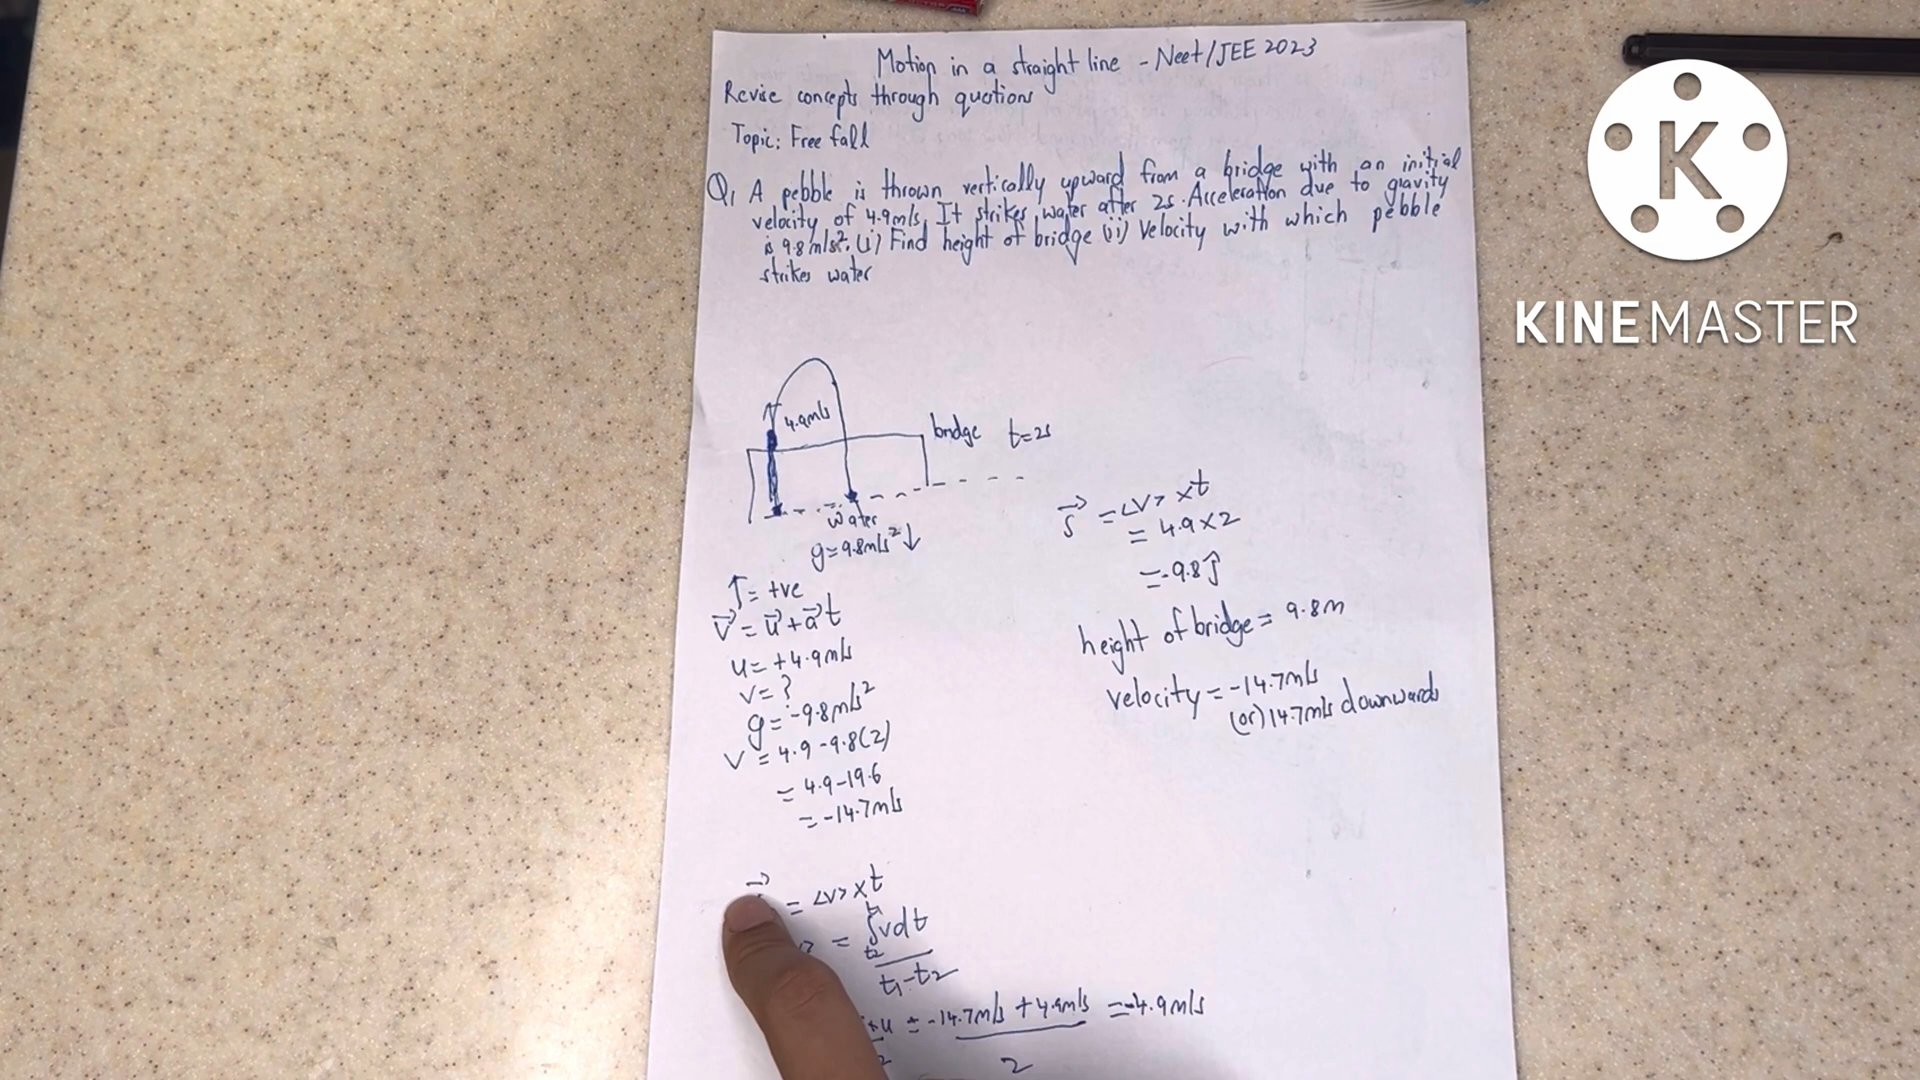 Motion in a straight line - Neet/JEE 2023
Revise concepts through questions
Topic: Free fall
Q1 A pebble is thrown vertically upward from a bridge with an initial
velocity of 4.9m/s. It strikes water after 2s. Acceleration due to gravity
is 9.8m/s². (i) Find height of bridge (ii) Velocity with which pebble
strikes water
4.9m/s
bridge t=2s
water
g=9.8m/s² ↓
↑ = +ve
v⃗ = u⃗ + a⃗ t
u = +4.9m/s
v = ?
g = -9.8m/s²
v = 4.9 - 9.8(2)
= 4.9 - 19.6
= -14.7m/s
= <v> x t
= ∫ v dt
t1 - t2
u = -14.7m/s + 4.9m/s = -4.9m/s
2
S⃗ = <v> x t
= 4.9 x 2
= -9.8 ĵ
height of bridge = 9.8m
velocity = -14.7m/s
(or) 14.7m/s downwards
K
KINEMASTER